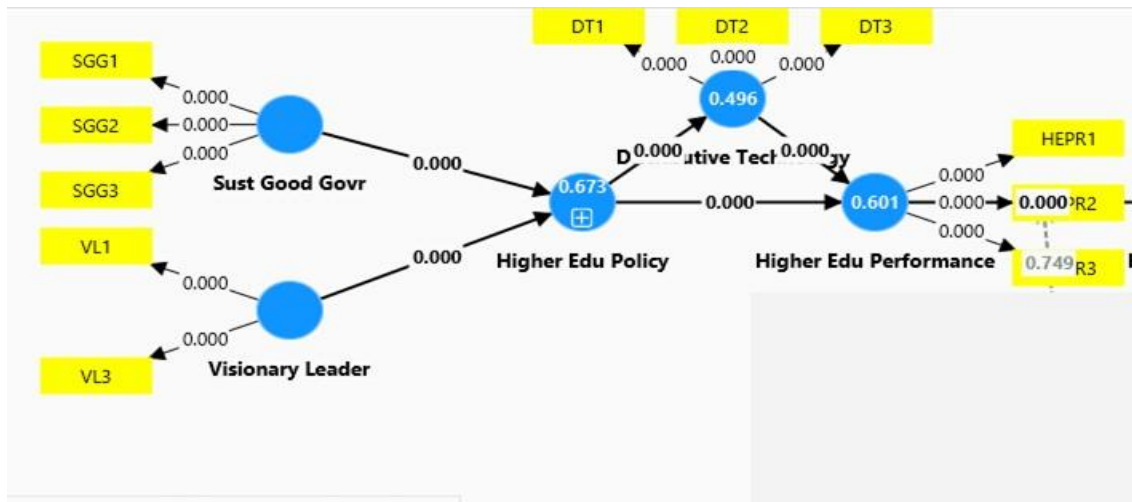 DT1
DT2
DT3
SGG1
SGG2
SGG3
VL1
VL3
0.000
0.000
0.000
0.000
0.000
0.000
0.000
0.000
0.000
0.000
0.496
0.000
0.000
0.673
0.000
0.601
0.000
0.000
0.000
0.000
0.749
Sust Good Govr
Visionary Leader
Higher Edu Policy
Higher Edu Performance
HEPR1
PR2
R3